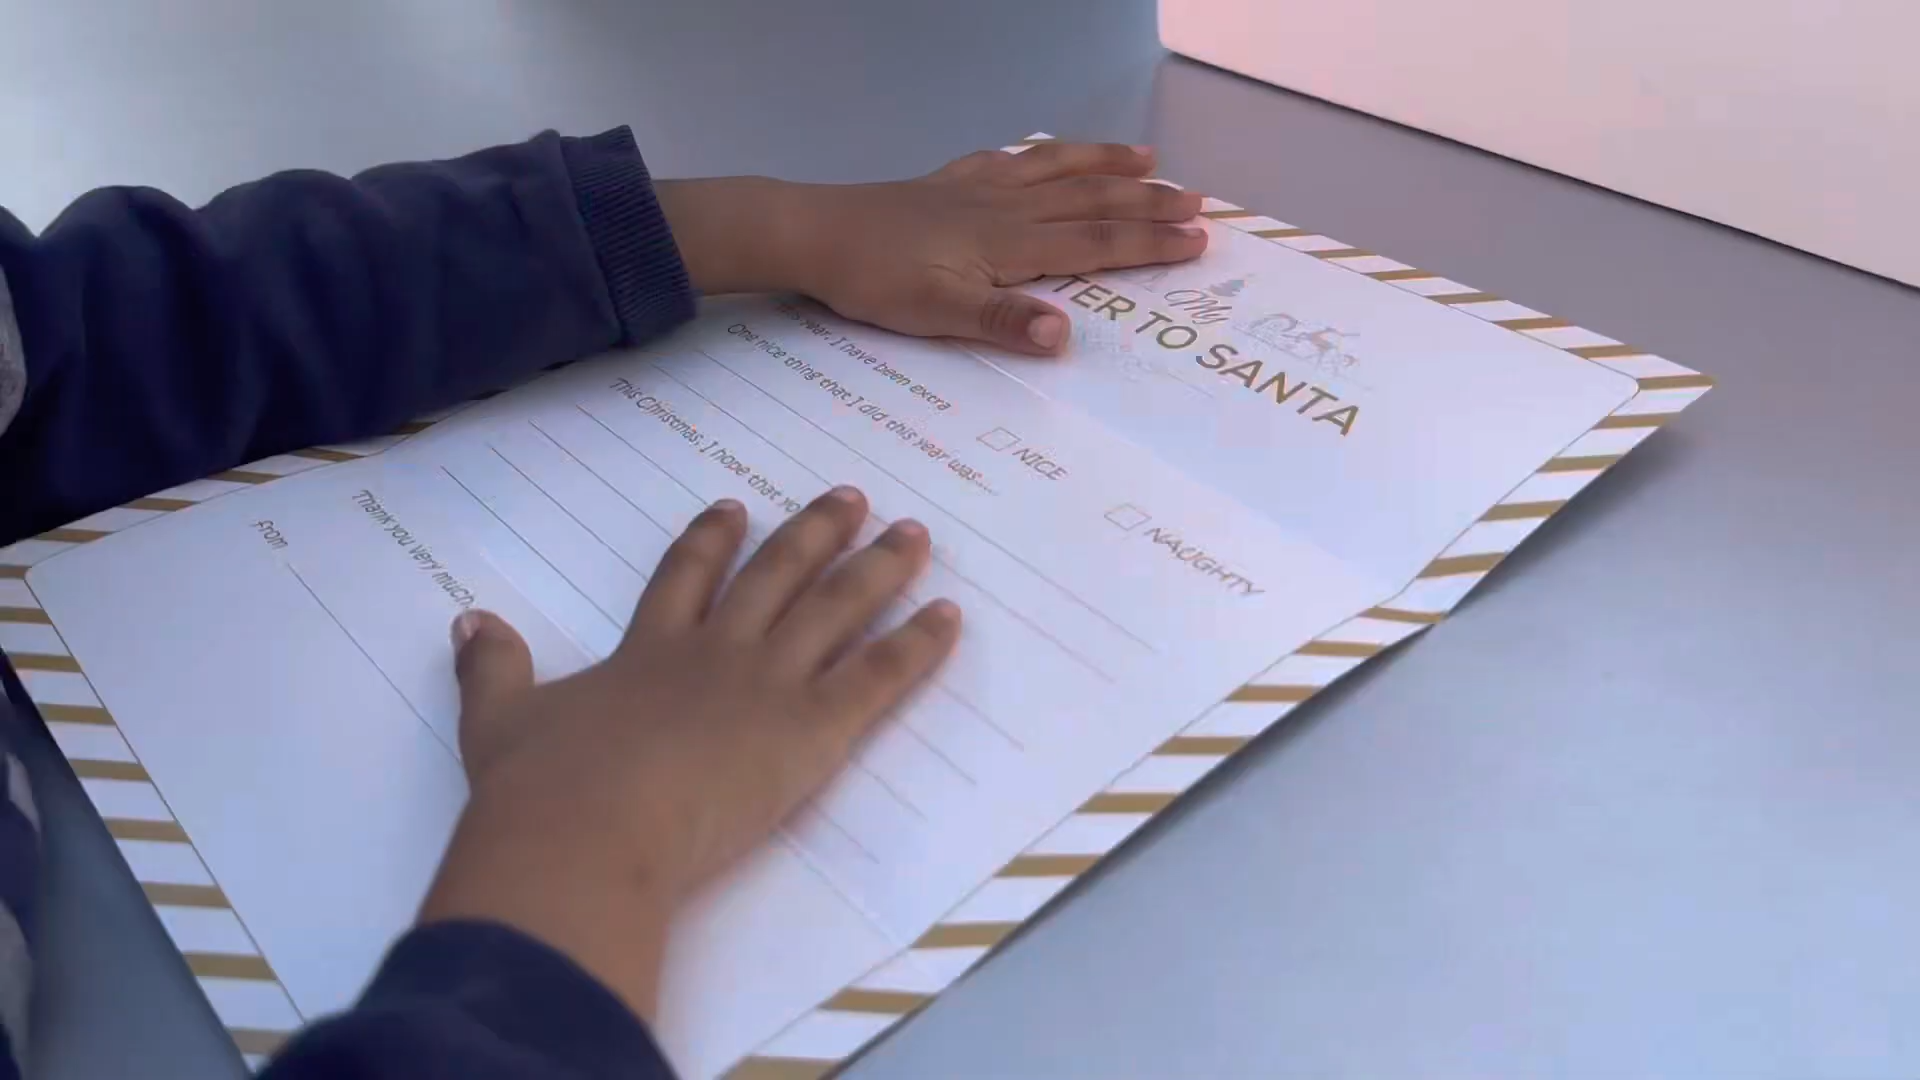 My
TER TO SANTA
year, I have been extra
NICE
NAUGHTY
One nice thing that I did this year was....
This Christmas, I hope that yo
Thank you very much,
from